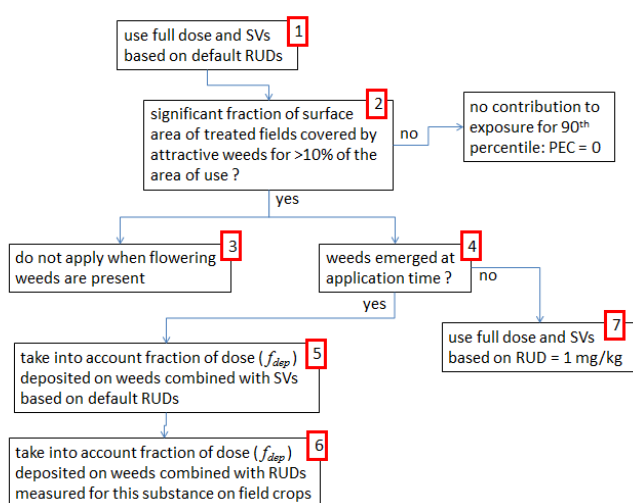 1
use full dose and SVs
based on default RUDs
2
significant fraction of surface
area of treated fields covered by
attractive weeds for >10% of the
area of use ?
no
no contribution to
exposure for 90th
percentile: PEC = 0
yes
3
do not apply when flowering
weeds are present
4
weeds emerged at
application time ?
no
yes
7
use full dose and SVs
based on RUD = 1 mg/kg
5
take into account fraction of dose (fdep)
deposited on weeds combined with SVs
based on default RUDs
6
take into account fraction of dose (fdep)
deposited on weeds combined with RUDs
measured for this substance on field crops